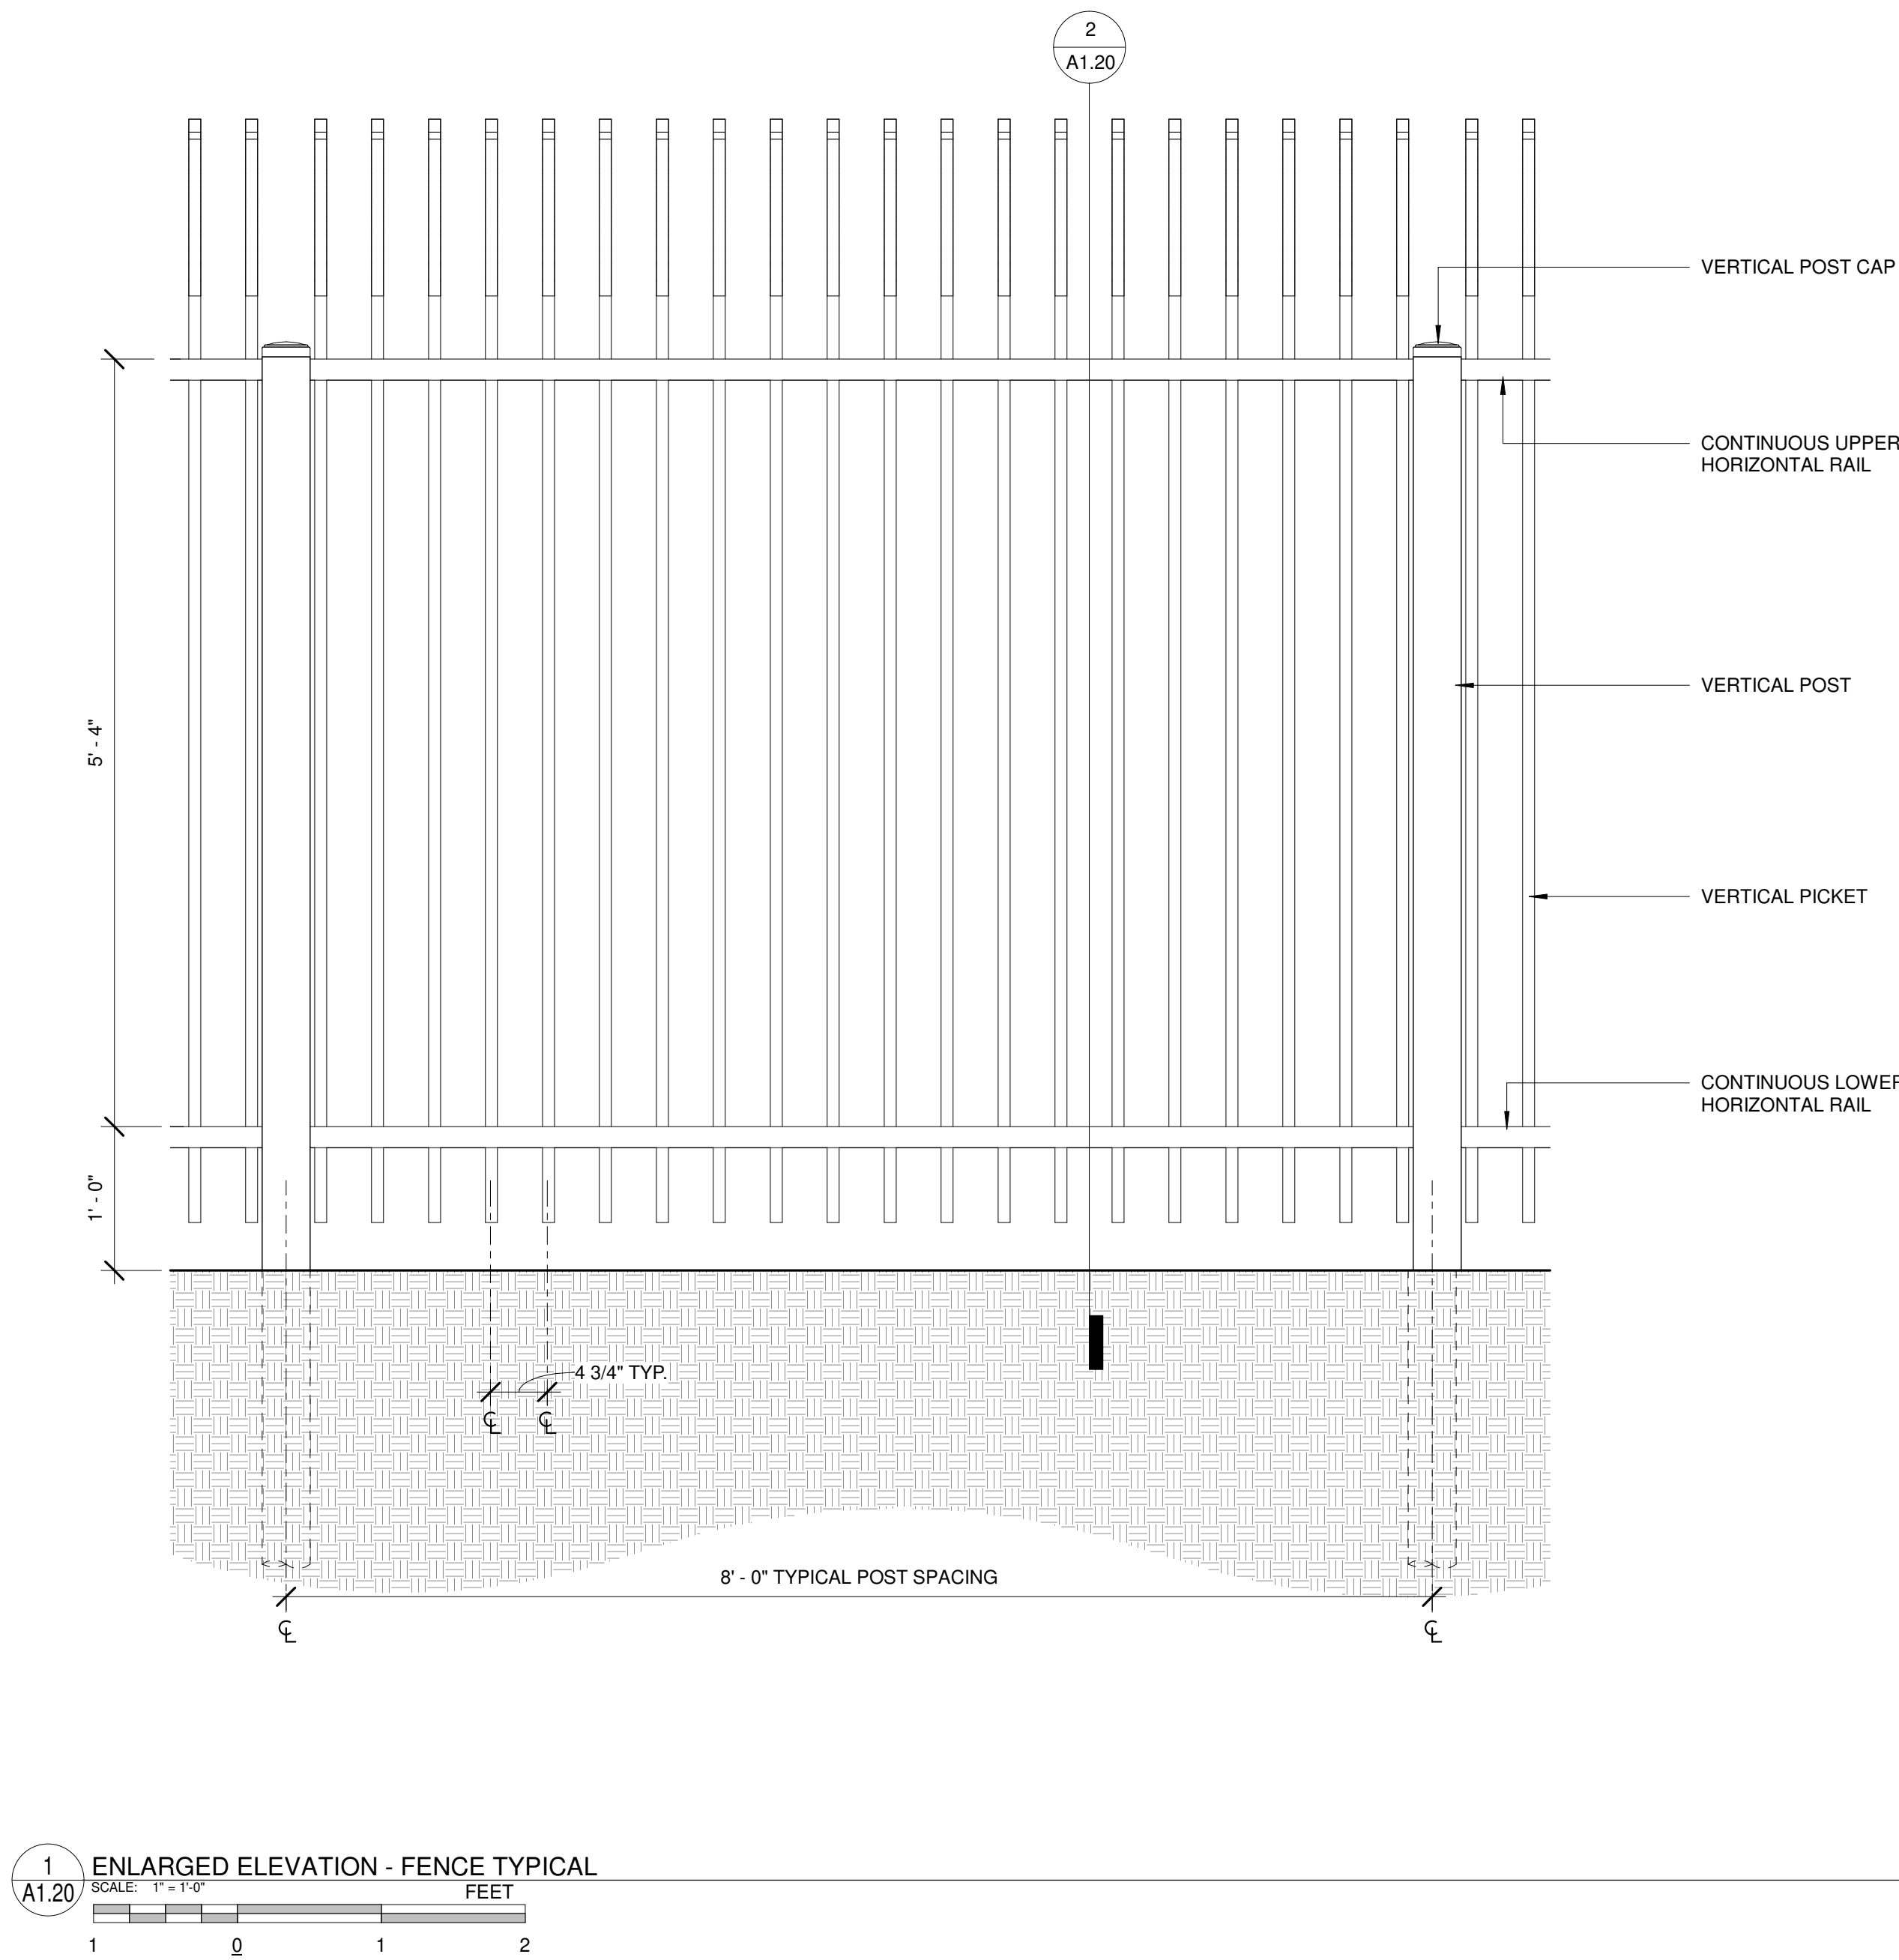 2
A1.20
VERTICAL POST CAP
CONTINUOUS UPPER
HORIZONTAL RAIL
VERTICAL POST
VERTICAL PICKET
CONTINUOUS LOWER
HORIZONTAL RAIL
5' - 4"
1' - 0"
4 3/4" TYP.
℄ ℄
8' - 0" TYPICAL POST SPACING
℄ ℄
1
A1.20
ENLARGED ELEVATION - FENCE TYPICAL
SCALE: 1" = 1'-0"
FEET
1 0 1 2